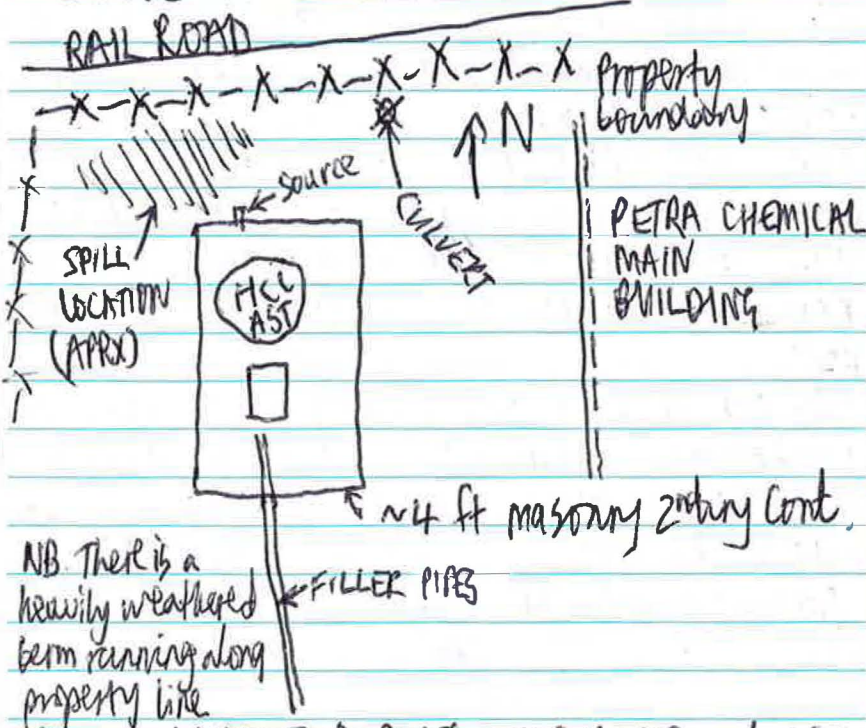 RAIL ROAD
Property
boundary.
N
source
CULVERT
SPILL
LOCATION
(APRX)
HCL
AST
PETRA CHEMICAL
MAIN
BUILDING
~4 ft masonry 2ndary Cont.
NB. There is a
heavily weathered
berm running along
property line
FILLER PIPES